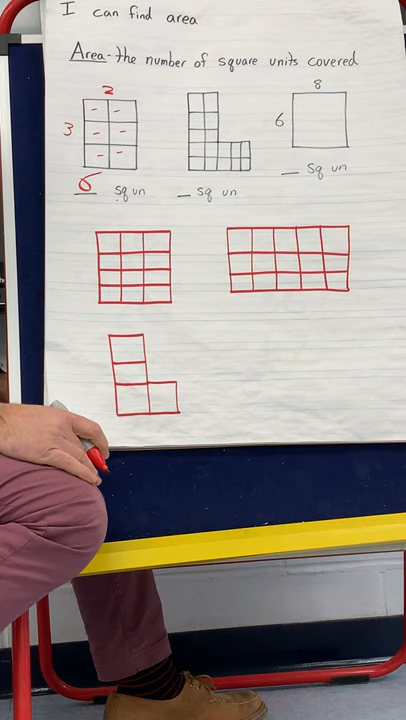 I can find area
Area - the number of square units covered
2
3
6 sq un
_ sq un
8
6
_ sq un